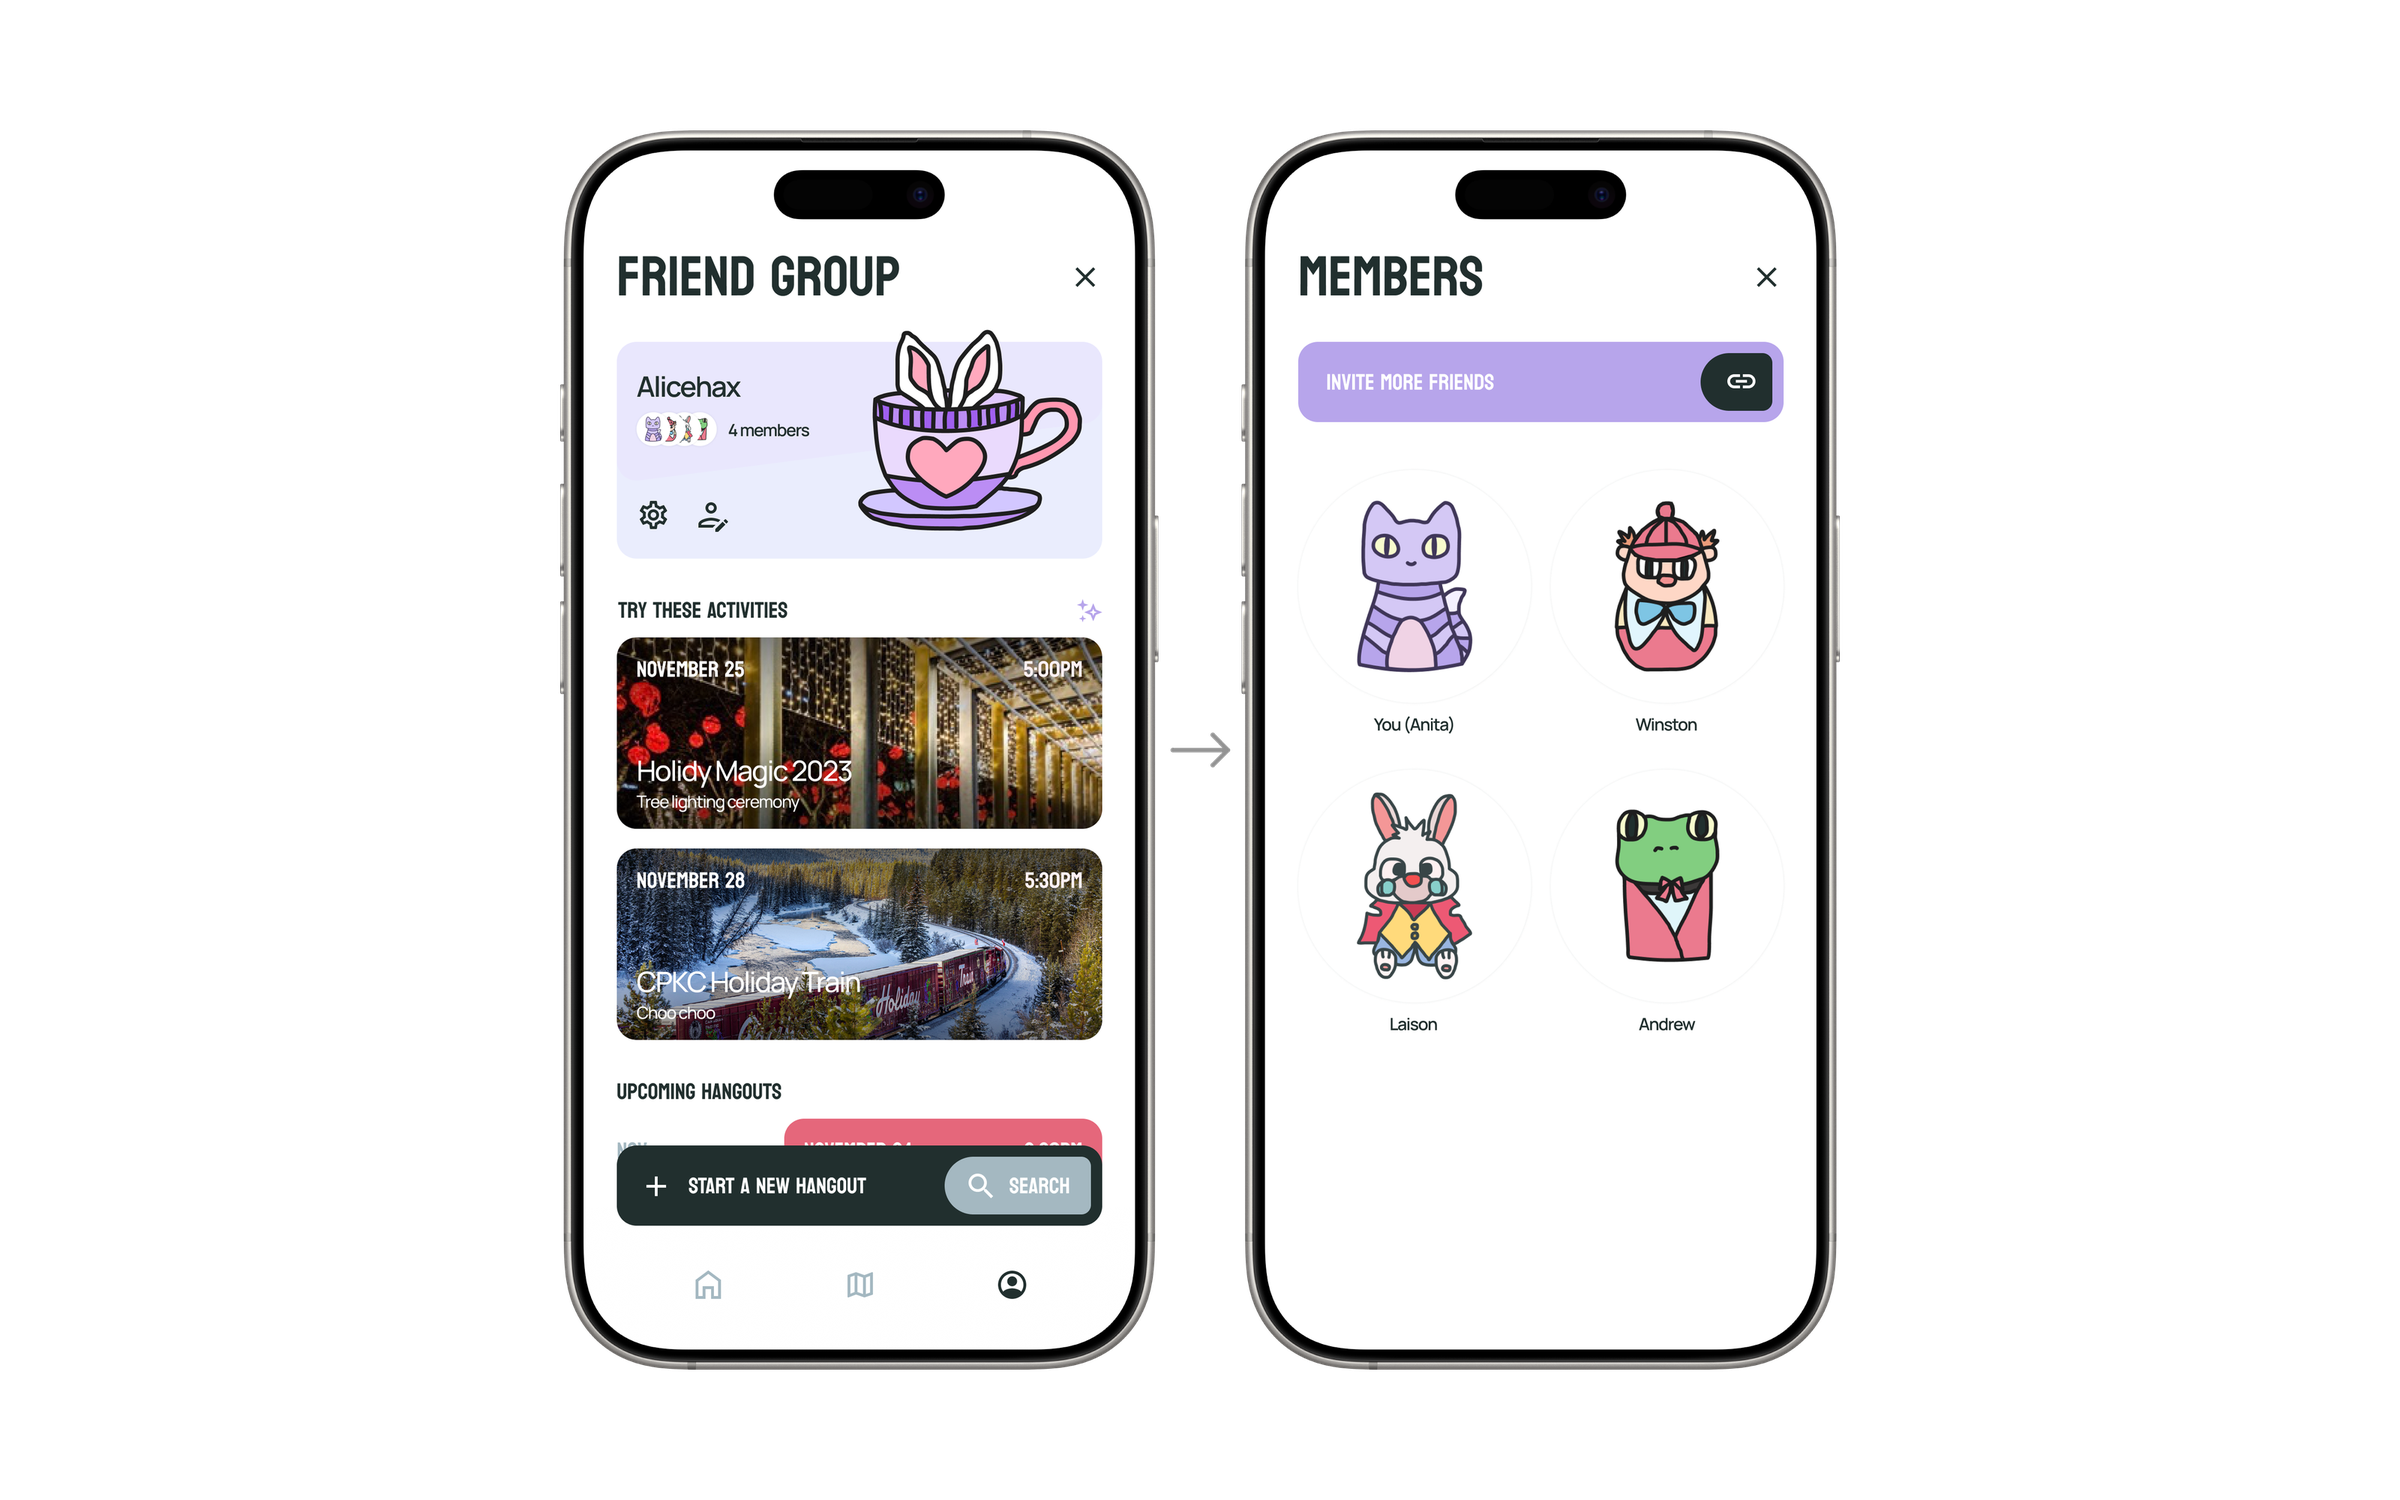 FRIEND GROUP
Alicehax
4 members
TRY THESE ACTIVITIES
NOVEMBER 25 5:00PM
Holidy Magic 2023
Tree lighting ceremony
NOVEMBER 28 5:30PM
CPKC Holiday Train
Choo choo
Holiday Train
UPCOMING HANGOUTS
START A NEW HANGOUT SEARCH
MEMBERS
INVITE MORE FRIENDS
You (Anita) Winston
Laison Andrew